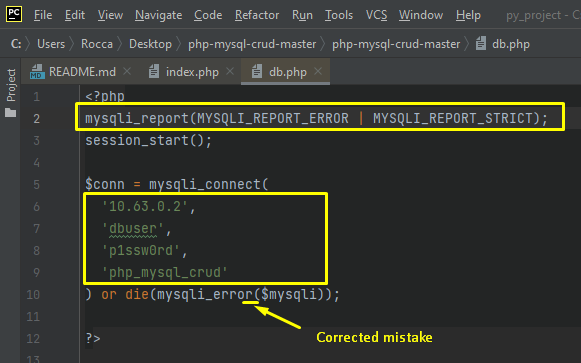 PC File Edit View Navigate Code Refactor Run Tools VCS Window Help py_project - C:\
C: Users Rocca Desktop php-mysql-crud-master php-mysql-crud-master db.php
Project
MD README.md index.php db.php
1 <?php
2 mysqli_report(MYSQLI_REPORT_ERROR | MYSQLI_REPORT_STRICT);
3 session_start();
4
5 $conn = mysqli_connect(
6 '10.63.0.2',
7 'dbuser',
8 'p1ssw0rd',
9 'php_mysql_crud'
10 ) or die(mysqli_error($mysqli));
Corrected mistake
12 ?>